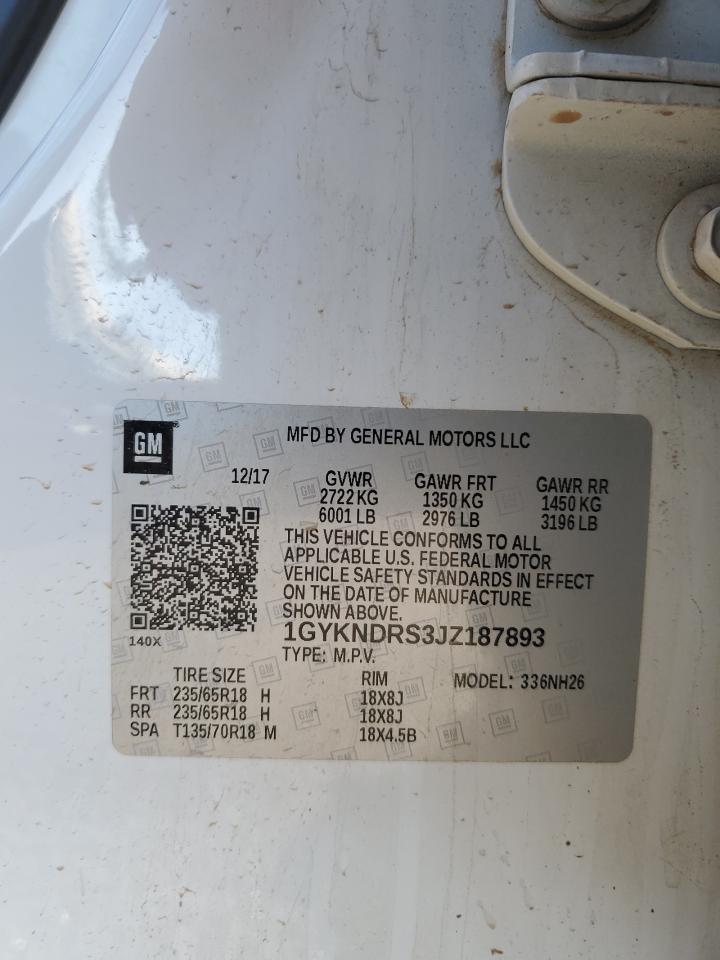 GM
MFD BY GENERAL MOTORS LLC
12/17 GVWR GAWR FRT GAWR RR
2722 KG 1350 KG 1450 KG
6001 LB 2976 LB 3196 LB
THIS VEHICLE CONFORMS TO ALL
APPLICABLE U.S. FEDERAL MOTOR
VEHICLE SAFETY STANDARDS IN EFFECT
ON THE DATE OF MANUFACTURE
SHOWN ABOVE.
1GYKNDRS3JZ187893
140X
TYPE: M.P.V.
TIRE SIZE RIM MODEL: 336NH26
FRT 235/65R18 H 18X8J
RR 235/65R18 H 18X8J
SPA T135/70R18 M 18X4.5B